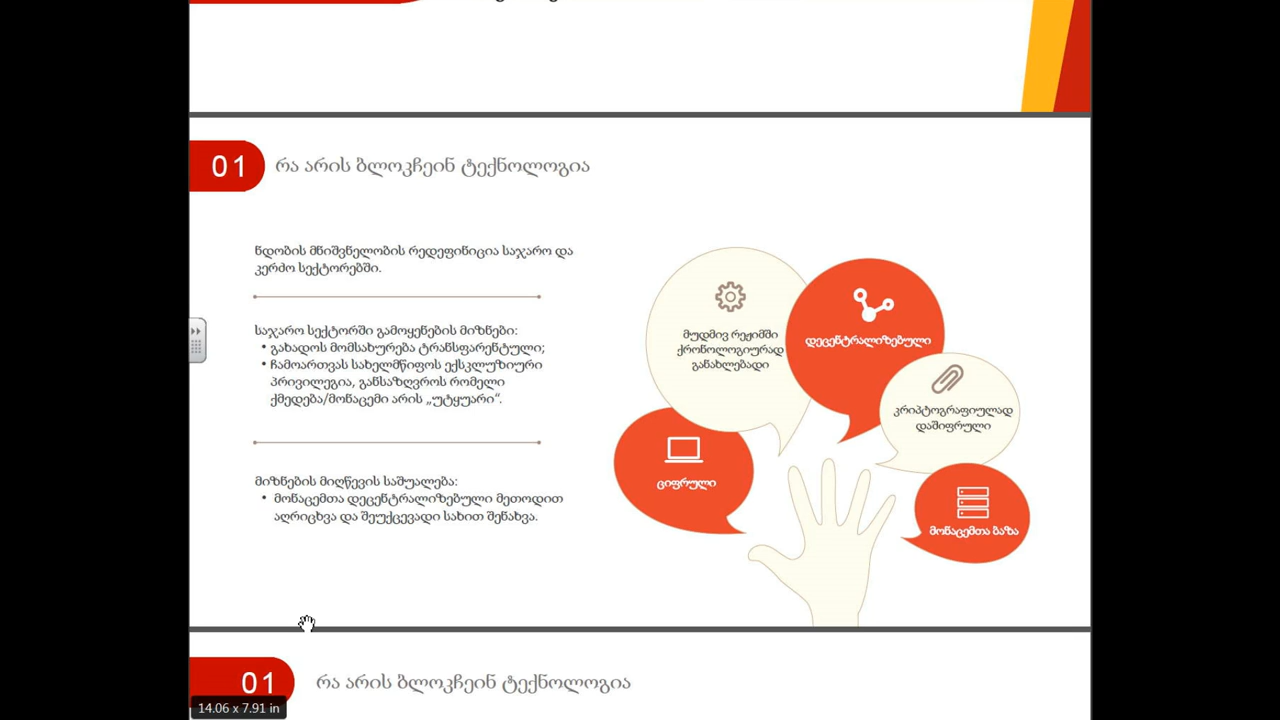 01
რა არის ბლოკჩეინ ტექნოლოგია
ნდობის მნიშვნელობის რედეფინიცია საჯარო და
კერძო სექტორებში.
საჯარო სექტორში გამოყენების მიზნები:
• გახადოს მომსახურება ტრანსფარენტული;
• ჩამოართვას სახელმწიფოს ექსკლუზიური
პრივილეგია, განსაზღვროს რომელი
ქმედება/მონაცემი არის „უტყუარი“.
მიზნების მიღწევის საშუალება:
• მონაცემთა დეცენტრალიზებული მეთოდით
აღრიცხვა და შეუქცევადი სახით შენახვა.
მუდმივ რეჟიმში
ქრონოლოგიურად
განახლებადი
დეცენტრალიზებული
კრიპტოგრაფიულად
დაშიფრული
ციფრული
მონაცემთა ბაზა
01
რა არის ბლოკჩეინ ტექნოლოგია
14.06 x 7.91 in